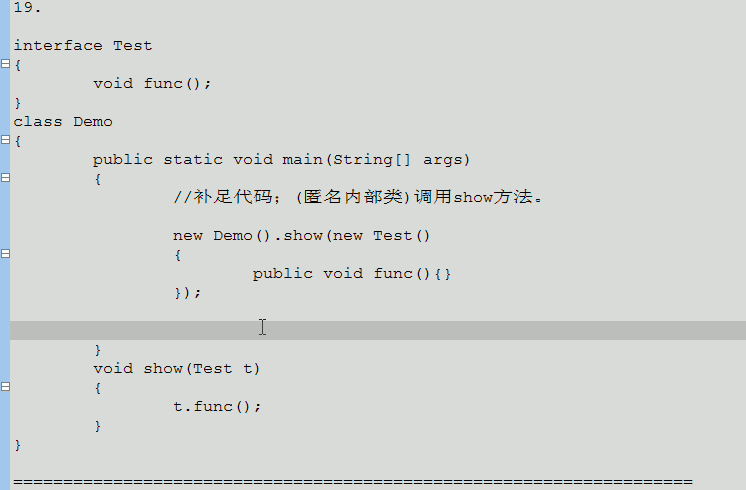 19.
interface Test
{
void func();
}
class Demo
{
public static void main(String[] args)
{
//补足代码；(匿名内部类)调用show方法。
new Demo().show(new Test()
{
public void func(){}
});
}
void show(Test t)
{
t.func();
}
}
====================================================================